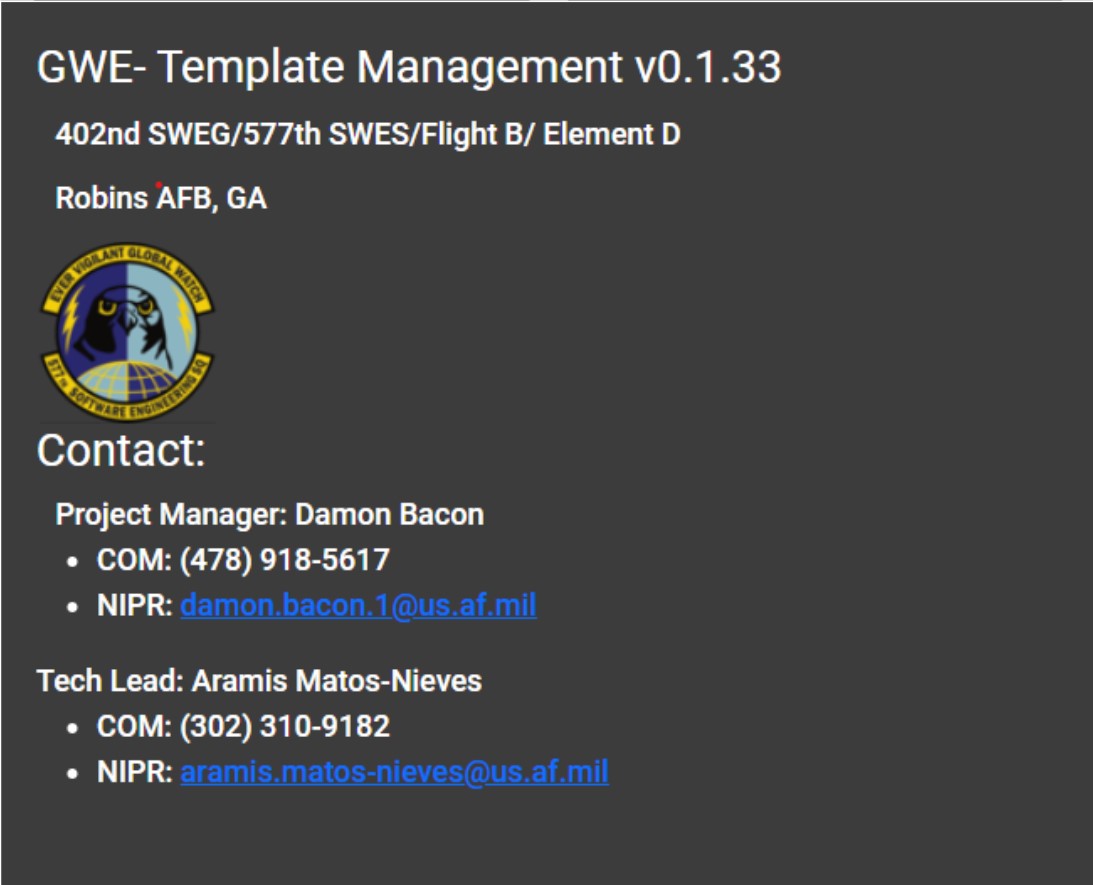 GWE- Template Management v0.1.33
402nd SWEG/577th SWES/Flight B/ Element D
Robins AFB, GA
EVER VIGILANT GLOBAL WATCH
577TH SOFTWARE ENGINEERING SQ
Contact:
Project Manager: Damon Bacon
• COM: (478) 918-5617
• NIPR: damon.bacon.1@us.af.mil
Tech Lead: Aramis Matos-Nieves
• COM: (302) 310-9182
• NIPR: aramis.matos-nieves@us.af.mil